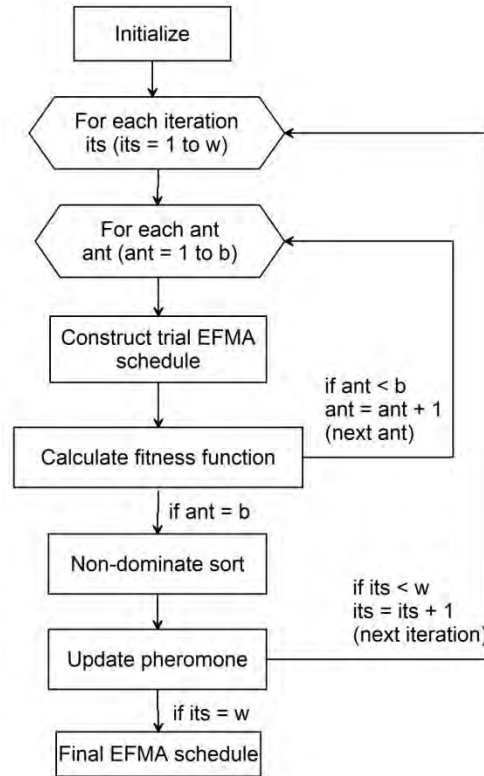 Initialize
For each iteration
its (its = 1 to w)
For each ant
ant (ant = 1 to b)
Construct trial EFMA
schedule
if ant < b
ant = ant + 1
(next ant)
Calculate fitness function
if ant = b
Non-dominate sort
if its < w
its = its + 1
(next iteration)
Update pheromone
if its = w
Final EFMA schedule